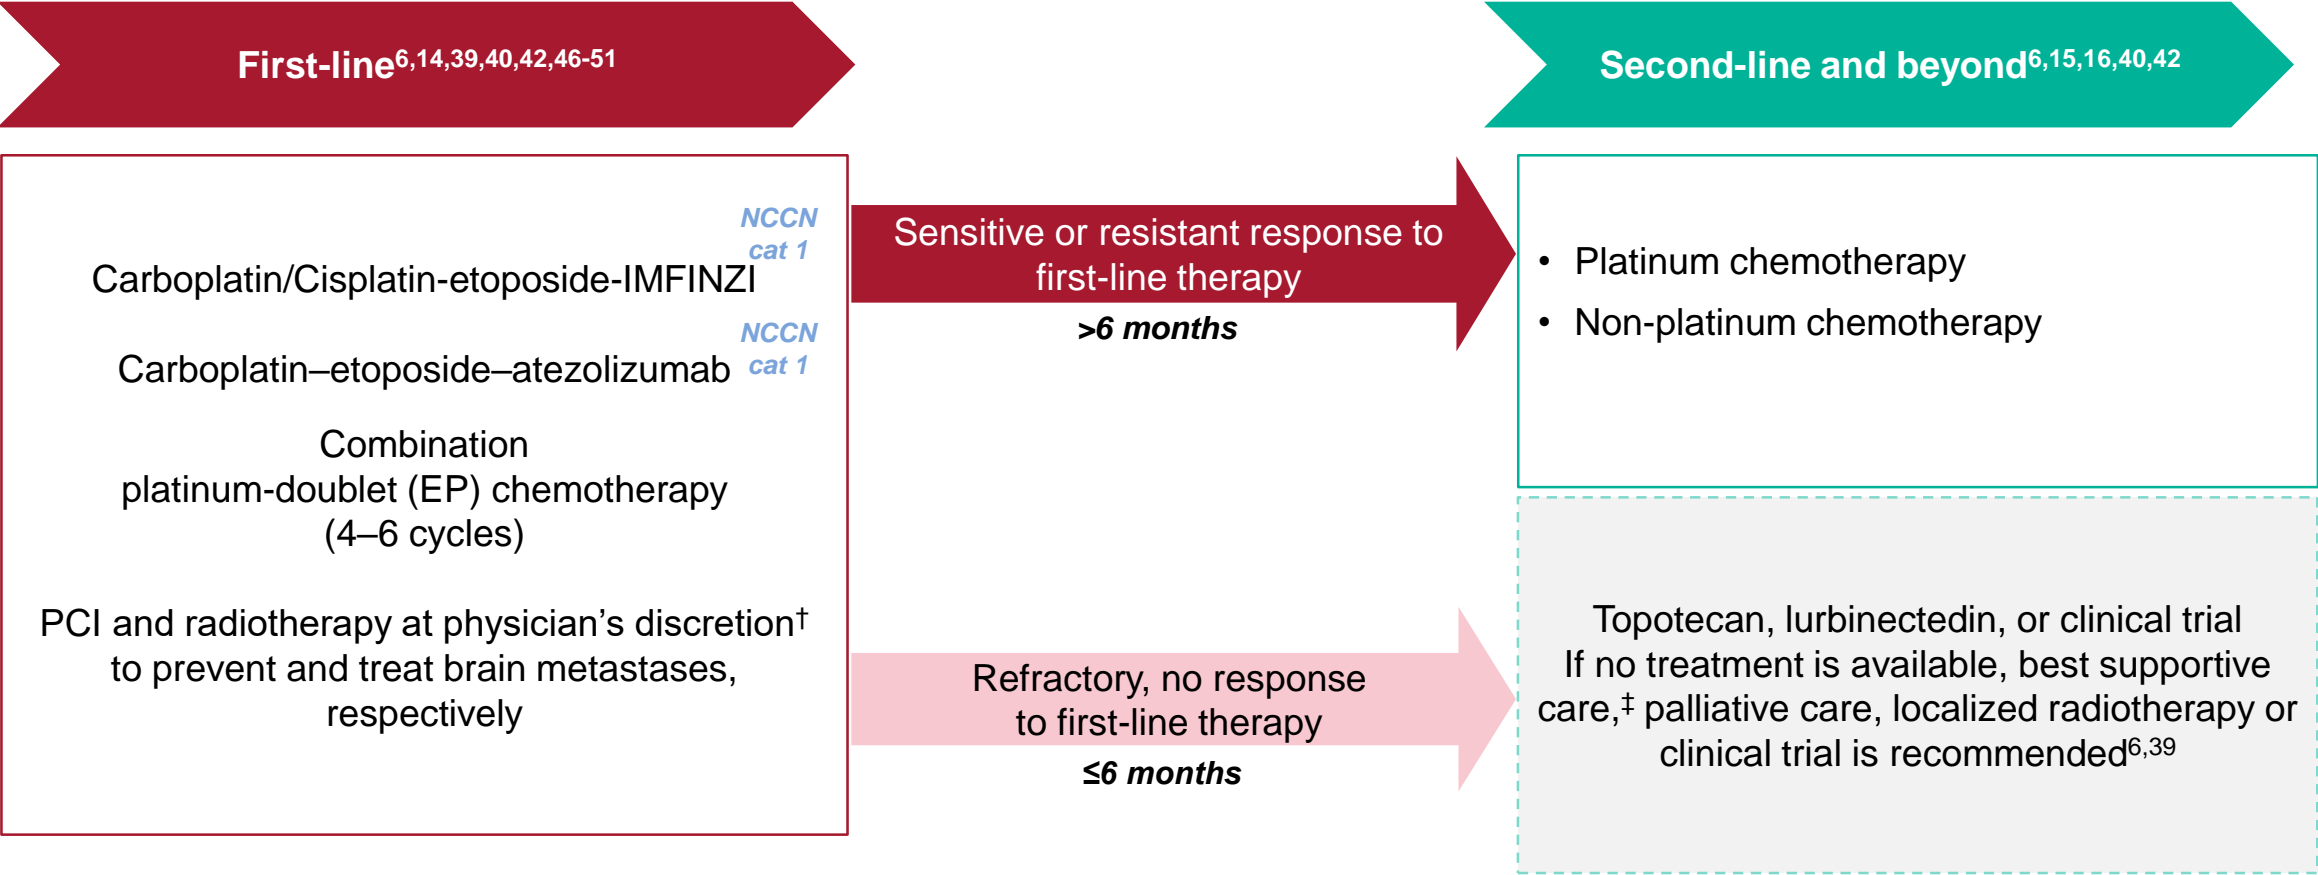 First-line6,14,39,40,42,46-51
Second-line and beyond6,15,16,40,42
NCCN
cat 1
Carboplatin/Cisplatin-etoposide-IMFINZI
NCCN
cat 1
Carboplatin–etoposide–atezolizumab
Combination
platinum-doublet (EP) chemotherapy
(4–6 cycles)
PCI and radiotherapy at physician’s discretion†
to prevent and treat brain metastases,
respectively
Sensitive or resistant response to
first-line therapy
>6 months
Refractory, no response
to first-line therapy
≤6 months
• Platinum chemotherapy
• Non-platinum chemotherapy
Topotecan, lurbinectedin, or clinical trial
If no treatment is available, best supportive
care,‡ palliative care, localized radiotherapy or
clinical trial is recommended6,39